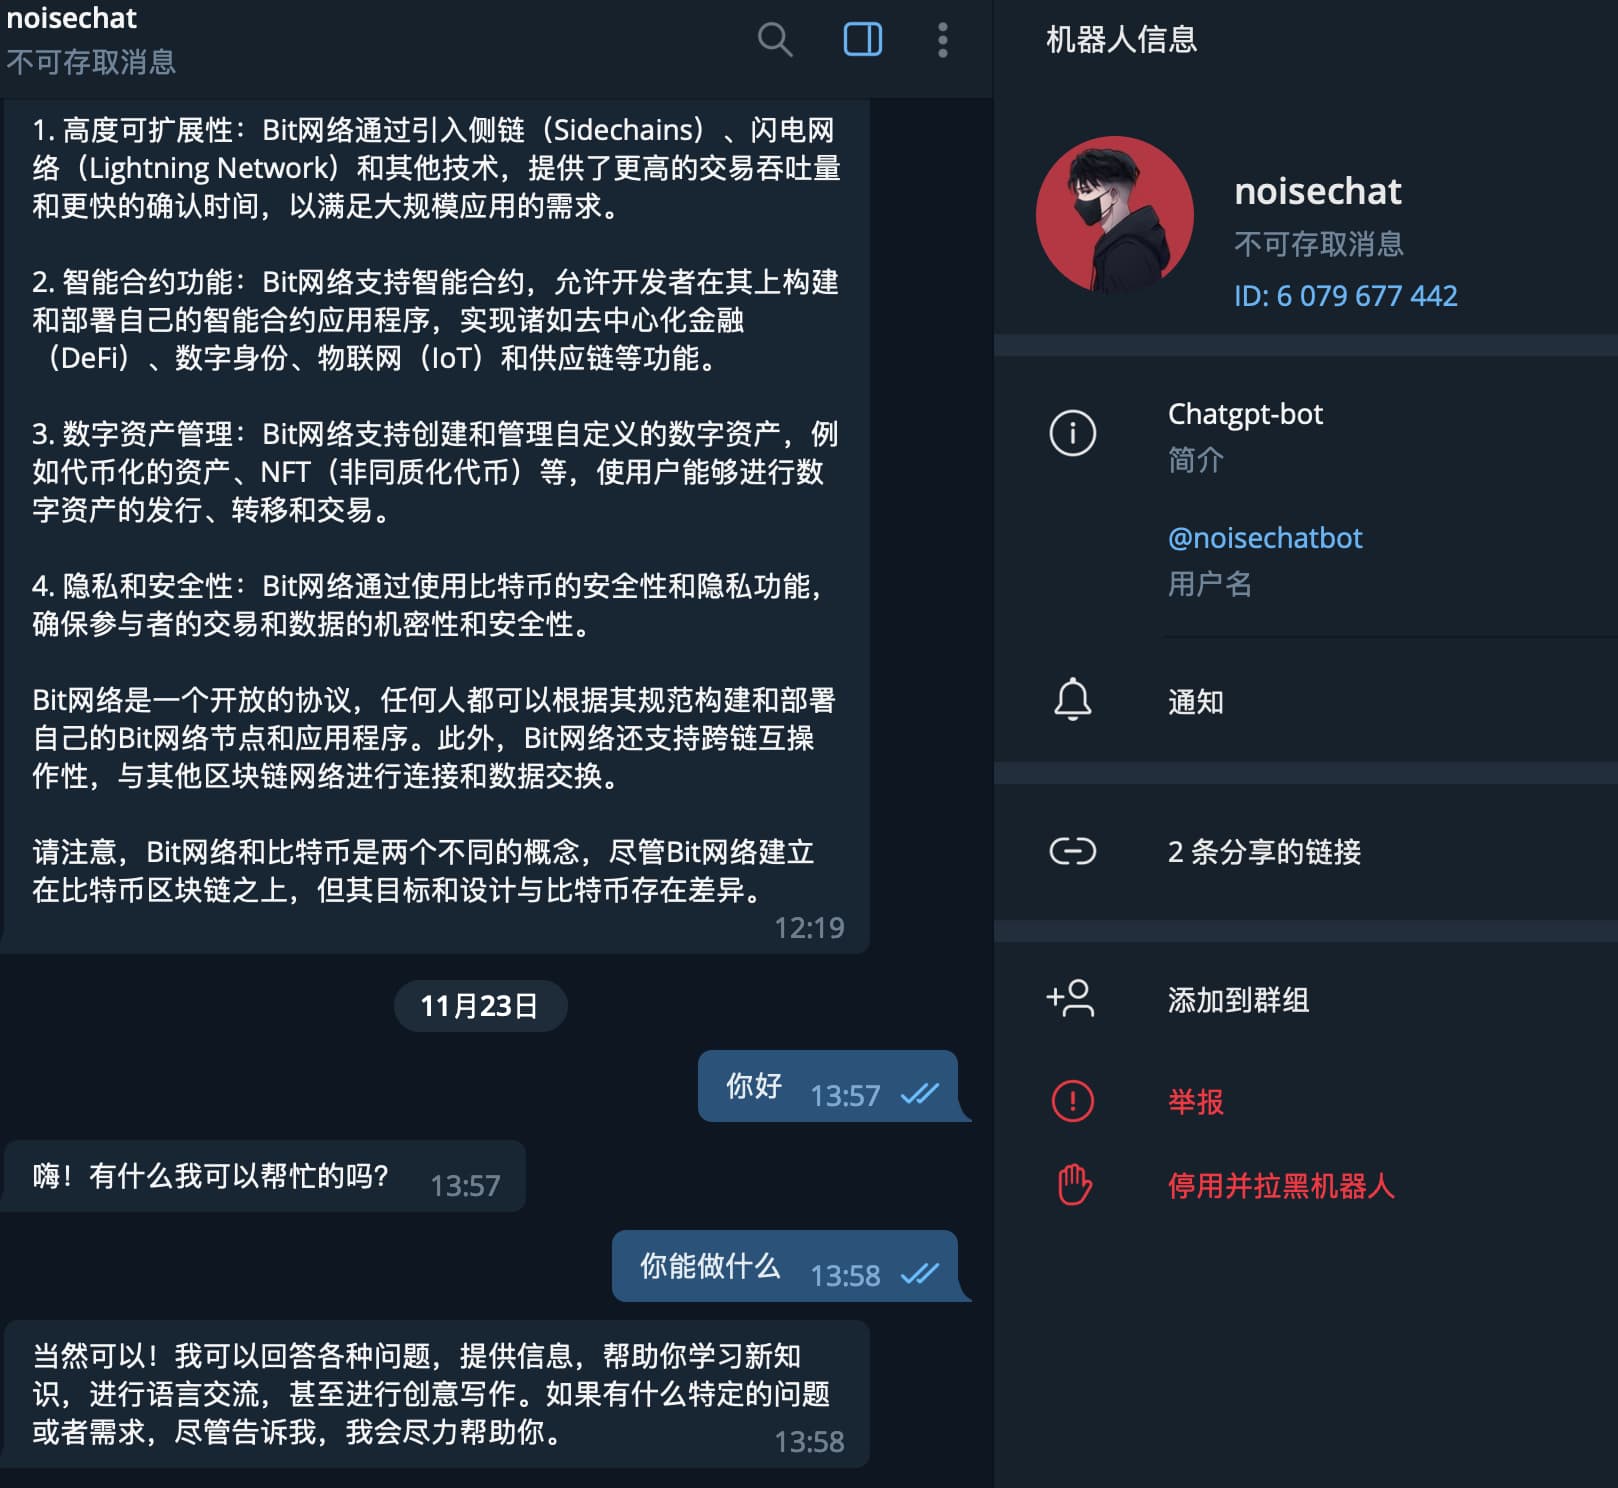 noisechat
不可存取消息
1. 高度可扩展性：Bit网络通过引入侧链（Sidechains）、闪电网
络（Lightning Network）和其他技术，提供了更高的交易吞吐量
和更快的确认时间，以满足大规模应用的需求。
2. 智能合约功能：Bit网络支持智能合约，允许开发者在其上构建
和部署自己的智能合约应用程序，实现诸如去中心化金融
（DeFi）、数字身份、物联网（IoT）和供应链等功能。
3. 数字资产管理：Bit网络支持创建和管理自定义的数字资产，例
如代币化的资产、NFT（非同质化代币）等，使用户能够进行数
字资产的发行、转移和交易。
4. 隐私和安全性：Bit网络通过使用比特币的安全性和隐私功能，
确保参与者的交易和数据的机密性和安全性。
Bit网络是一个开放的协议，任何人都可以根据其规范构建和部署
自己的Bit网络节点和应用程序。此外，Bit网络还支持跨链互操
作性，与其他区块链网络进行连接和数据交换。
请注意，Bit网络和比特币是两个不同的概念，尽管Bit网络建立
在比特币区块链之上，但其目标和设计与比特币存在差异。
12:19
11月23日
你好 13:57
嗨！有什么我可以帮忙的吗？ 13:57
你能做什么 13:58
当然可以！我可以回答各种问题，提供信息，帮助你学习新知
识，进行语言交流，甚至进行创意写作。如果有什么特定的问题
或者需求，尽管告诉我，我会尽力帮助你。
13:58
机器人信息
noisechat
不可存取消息
ID: 6 079 677 442
Chatgpt-bot
简介
@noisechatbot
用户名
通知
2 条分享的链接
添加到群组
举报
停用并拉黑机器人